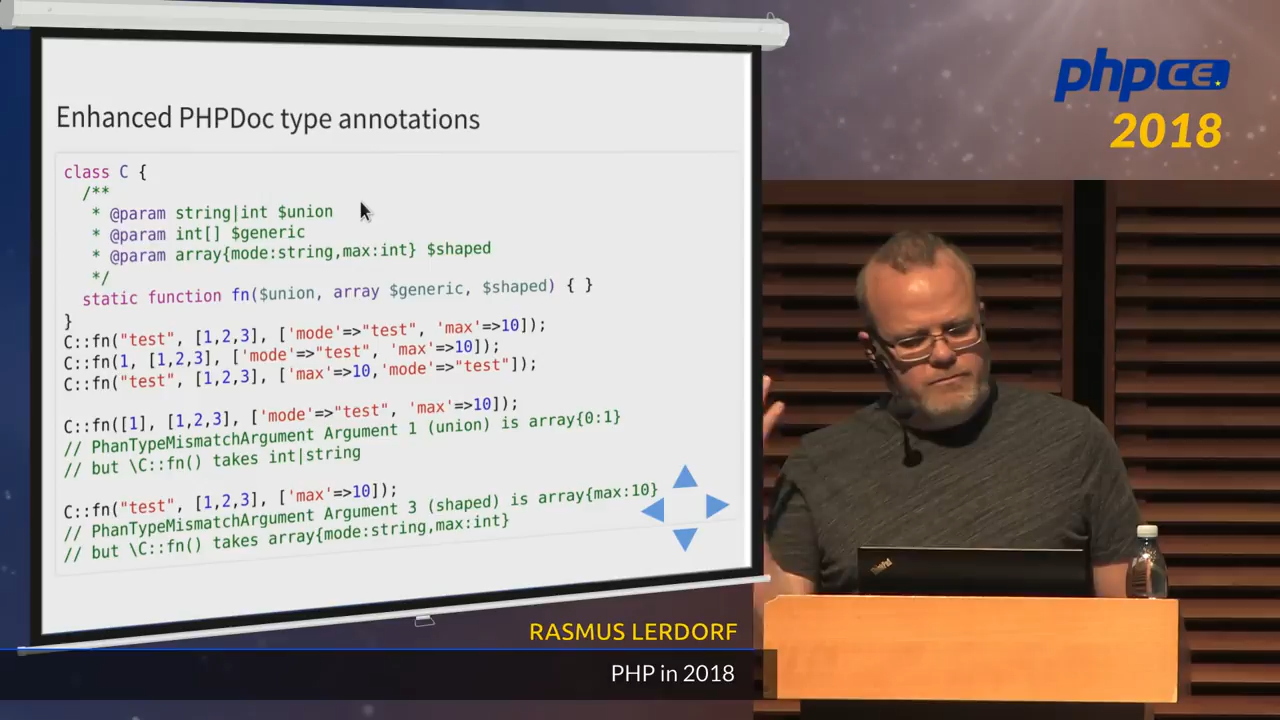 Enhanced PHPDoc type annotations
class C {
/**
* @param string|int $union
* @param int[] $generic
* @param array{mode:string,max:int} $shaped
*/
static function fn($union, array $generic, $shaped) { }
}
C::fn("test", [1,2,3], ['mode'=>"test", 'max'=>10]);
C::fn(1, [1,2,3], ['mode'=>"test", 'max'=>10]);
C::fn("test", [1,2,3], ['max'=>10,'mode'=>"test"]);
C::fn([1], [1,2,3], ['mode'=>"test", 'max'=>10]);
// PhanTypeMismatchArgument Argument 1 (union) is array{0:1}
// but \C::fn() takes int|string
C::fn("test", [1,2,3], ['max'=>10]);
// PhanTypeMismatchArgument Argument 3 (shaped) is array{max:10}
// but \C::fn() takes array{mode:string,max:int}
phpce.
2018
ThinkPad
RASMUS LERDORF
PHP in 2018